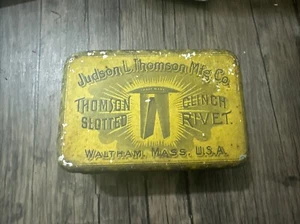 Judson L. Thomson Mfg. Co.
THOMSON CLINCH
SLOTTED RIVET.
WALTHAM, MASS. U.S.A.